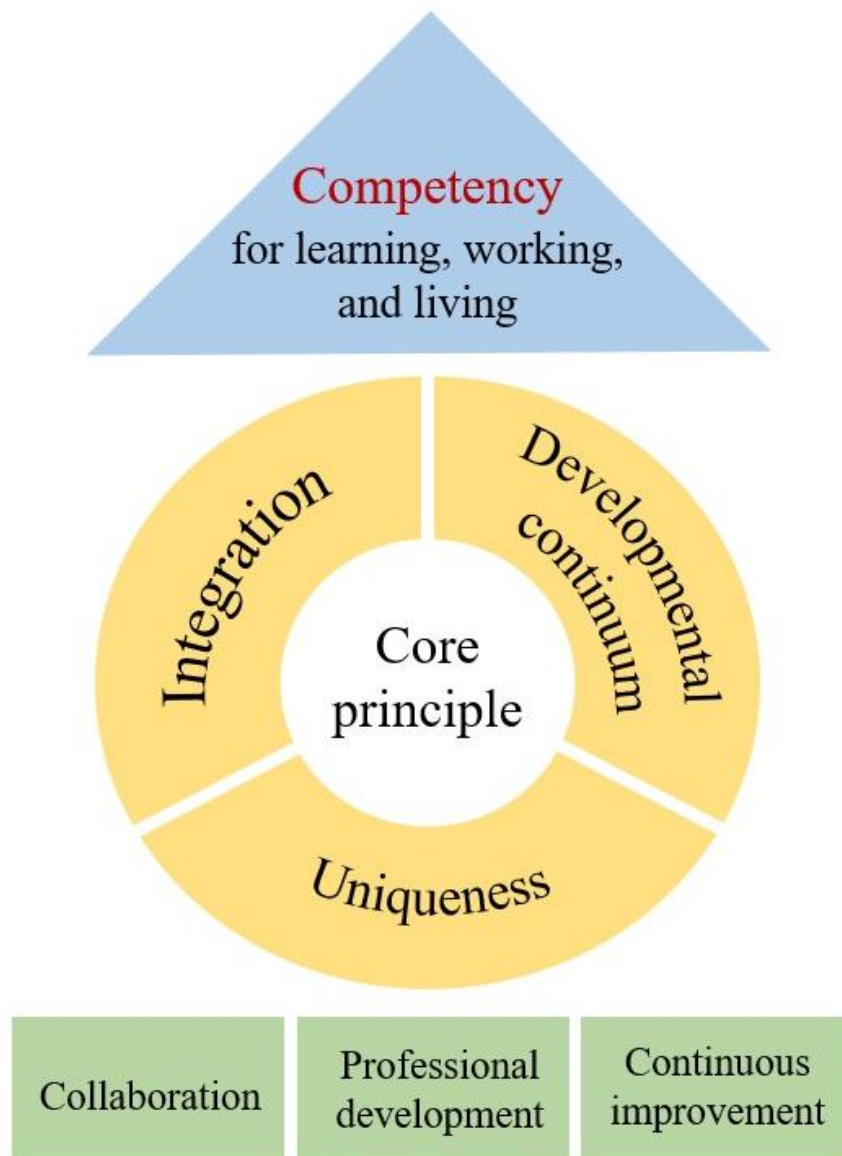 Competency
for learning, working,
and living
Integration
Developmental
continuum
Core
principle
Uniqueness
Collaboration
Professional
development
Continuous
improvement